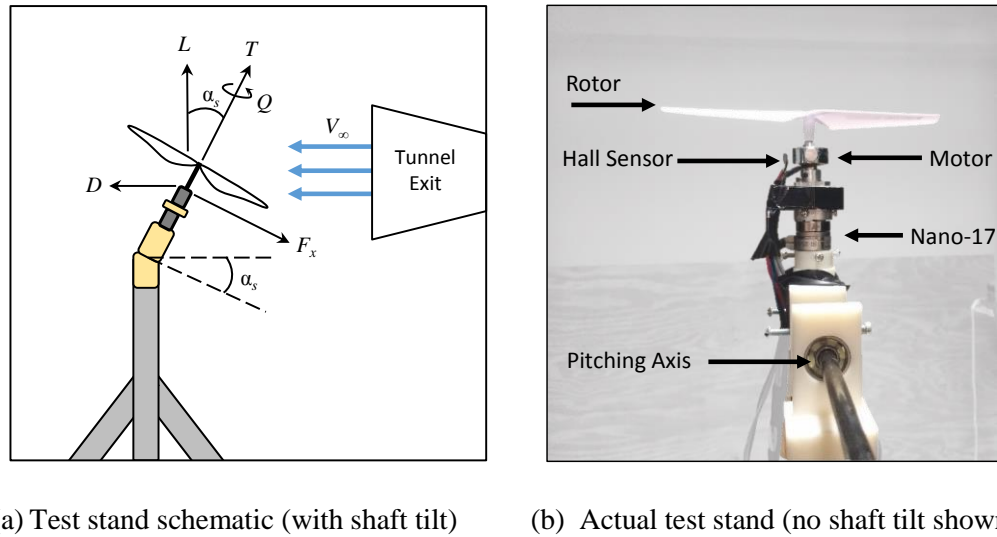 L
T
α_s
Q
V_∞
Tunnel
Exit
D
F_x
α_s
Rotor
Hall Sensor
Motor
Nano-17
Pitching Axis
a) Test stand schematic (with shaft tilt)
(b) Actual test stand (no shaft tilt shown